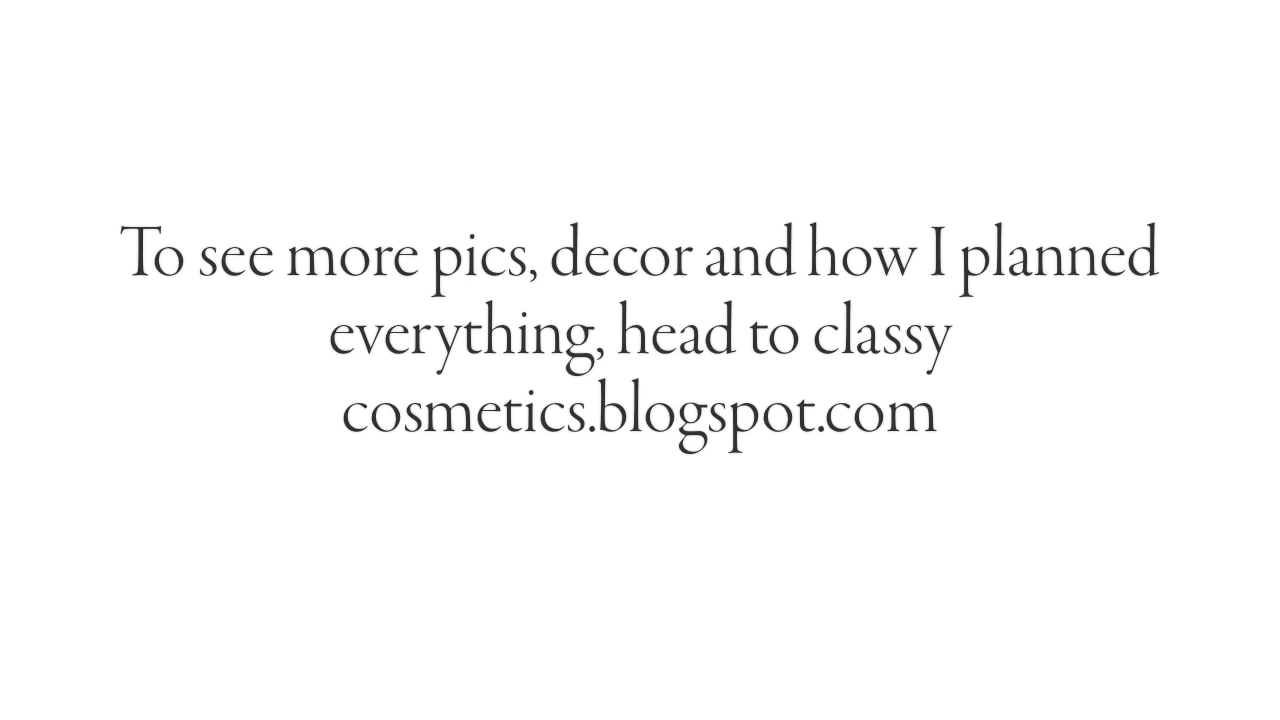 To see more pics, decor and how I planned
everything, head to classy
cosmetics.blogspot.com